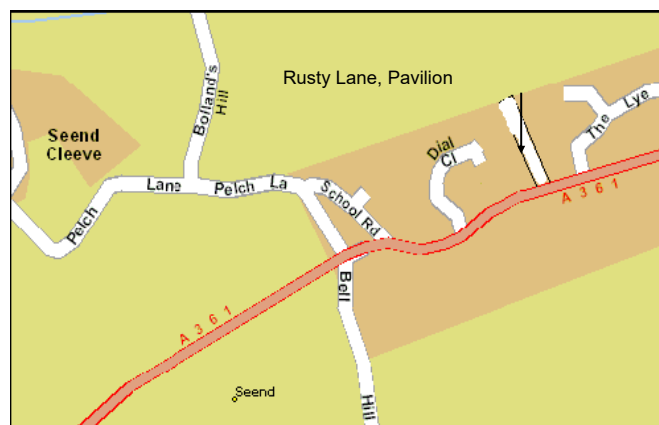 Rusty Lane, Pavilion
Bolland's
Hill
The Lye
Seend
Cleeve
Dial
Cl
Pelch Lane Pelch La
School Rd
A 3 6 1
Bell Hill
A 3 6 1
Seend